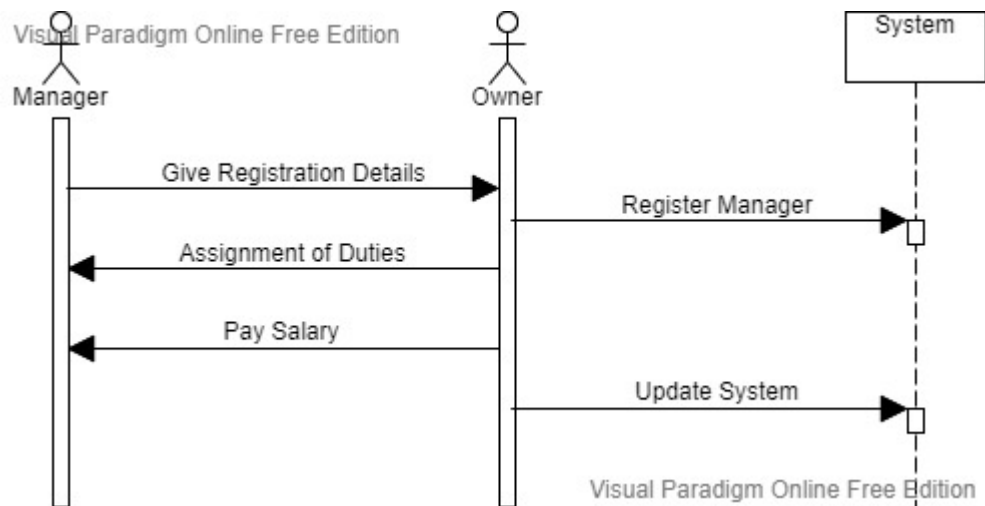 Visual Paradigm Online Free Edition
System
Manager
Owner
Give Registration Details
Register Manager
Assignment of Duties
Pay Salary
Update System
Visual Paradigm Online Free Edition